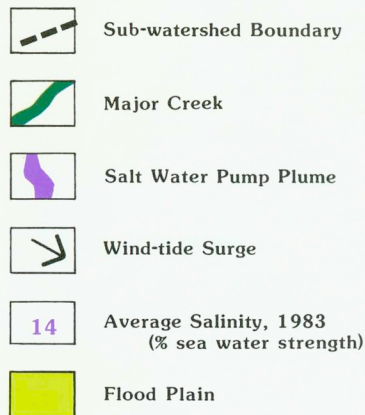 Sub-watershed Boundary
Major Creek
Salt Water Pump Plume
Wind-tide Surge
14 Average Salinity, 1983
(% sea water strength)
Flood Plain